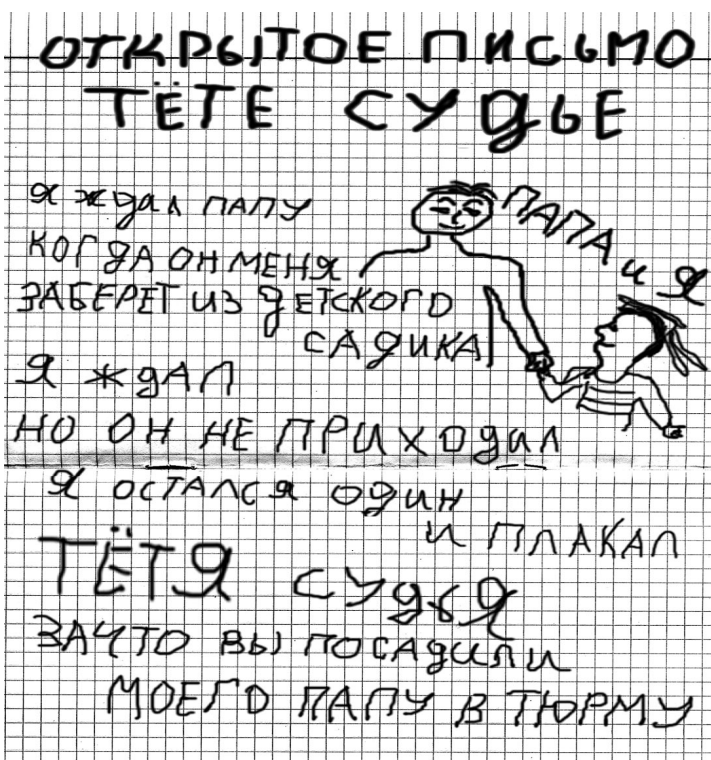 ОТКРЫТОЕ ПИСЬМО
ТЁТЕ СУДЬЕ
Я ждал ПАПУ
КОГДА ОН МЕНЯ
ЗАБЕРЕТ ИЗ ДЕТСКОГО
САДИКА
ПАПА и Я
Я ЖДАЛ
НО ОН НЕ ПРИХОДИЛ
Я ОСТАЛСЯ ОДИН
И ПЛАКАЛ
ТЁТЯ СУДЬЯ
ЗАЧТО ВЫ ПОСАДИЛИ
МОЕГО ПАПУ В ТЮРМУ